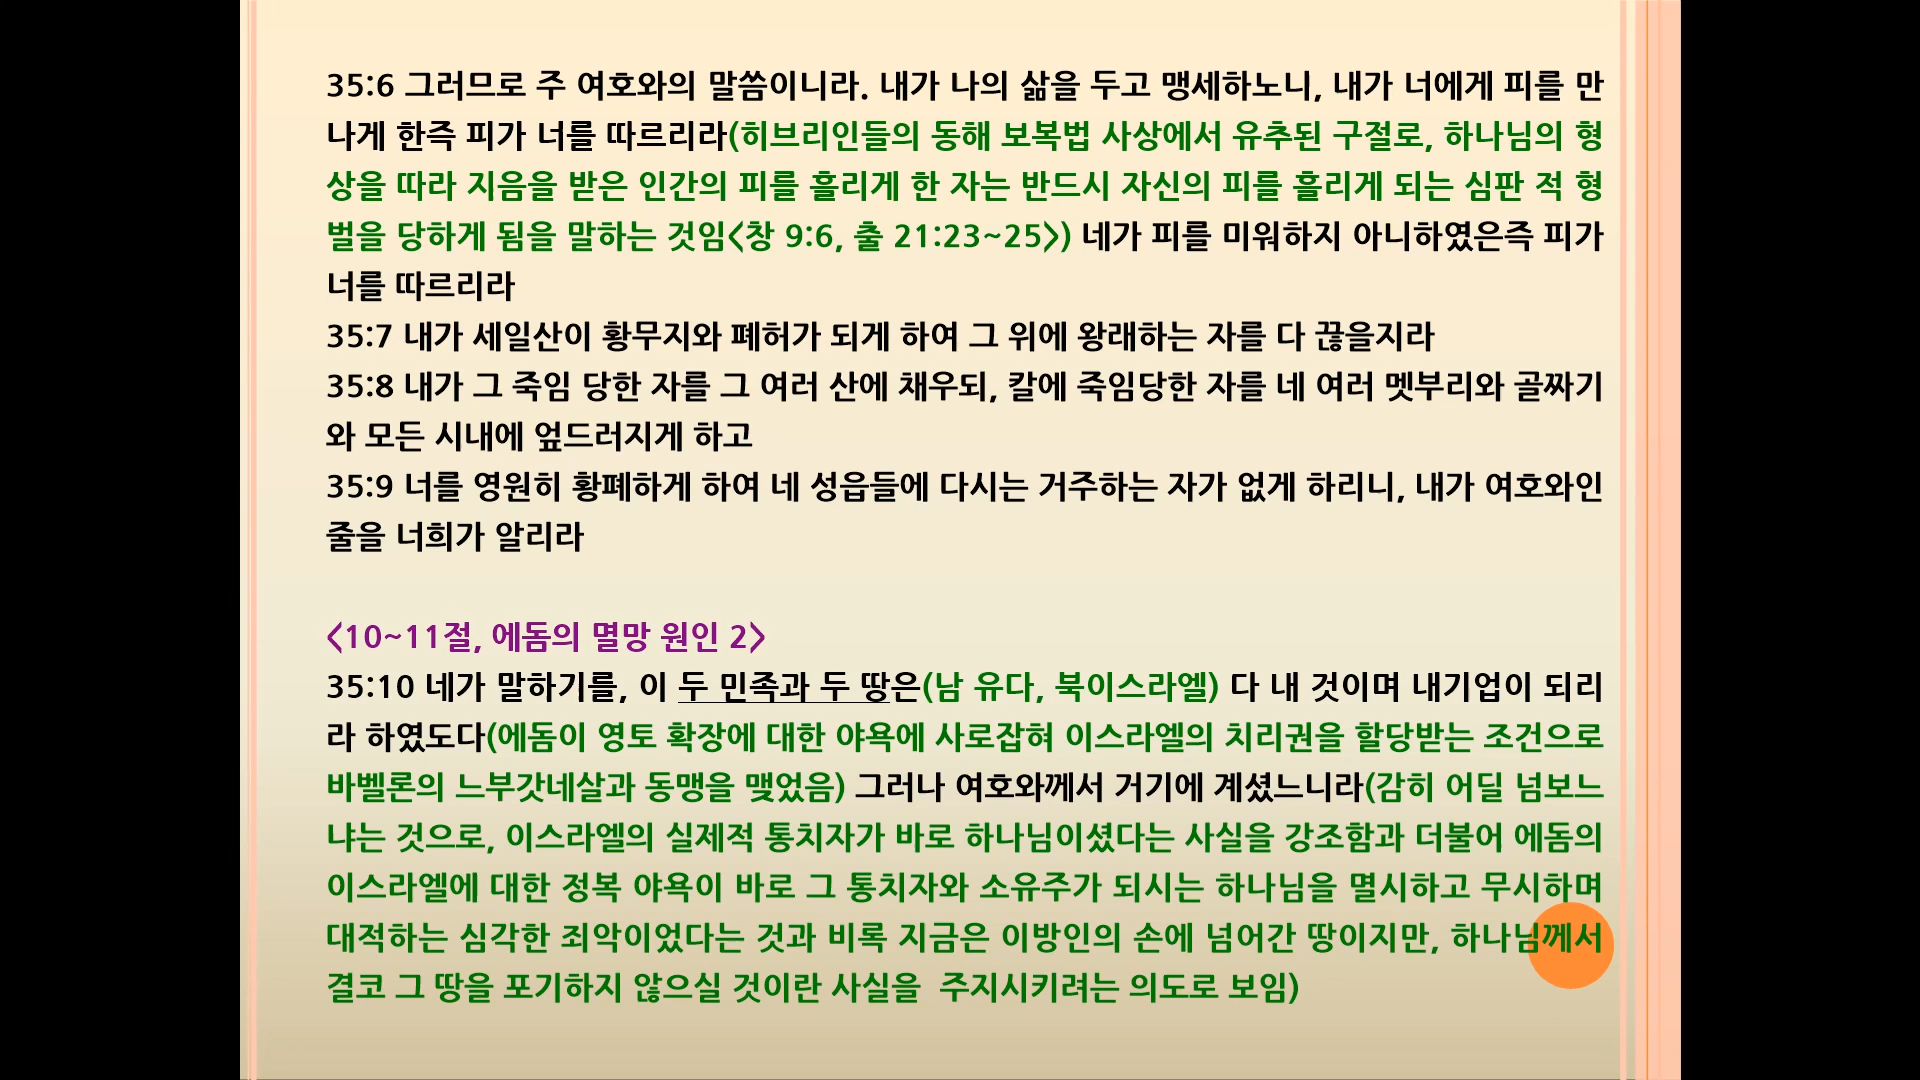 35:6 그러므로 주 여호와의 말씀이니라. 내가 나의 삶을 두고 맹세하노니, 내가 너에게 피를 만
나게 한즉 피가 너를 따르리라(히브리인들의 동해 보복법 사상에서 유추된 구절로, 하나님의 형
상을 따라 지음을 받은 인간의 피를 흘리게 한 자는 반드시 자신의 피를 흘리게 되는 심판 적 형
벌을 당하게 됨을 말하는 것임<창 9:6, 출 21:23~25>) 네가 피를 미워하지 아니하였은즉 피가
너를 따르리라
35:7 내가 세일산이 황무지와 폐허가 되게 하여 그 위에 왕래하는 자를 다 끊을지라
35:8 내가 그 죽임 당한 자를 그 여러 산에 채우되, 칼에 죽임당한 자를 네 여러 멧부리와 골짜기
와 모든 시내에 엎드러지게 하고
35:9 너를 영원히 황폐하게 하여 네 성읍들에 다시는 거주하는 자가 없게 하리니, 내가 여호와인
줄을 너희가 알리라
<10~11절, 에돔의 멸망 원인 2>
35:10 네가 말하기를, 이 두 민족과 두 땅은(남 유다, 북이스라엘) 다 내 것이며 내기업이 되리
라 하였도다(에돔이 영토 확장에 대한 야욕에 사로잡혀 이스라엘의 치리권을 할당받는 조건으로
바벨론의 느부갓네살과 동맹을 맺었음) 그러나 여호와께서 거기에 계셨느니라(감히 어딜 넘보느
냐는 것으로, 이스라엘의 실제적 통치자가 바로 하나님이셨다는 사실을 강조함과 더불어 에돔의
이스라엘에 대한 정복 야욕이 바로 그 통치자와 소유주가 되시는 하나님을 멸시하고 무시하며
대적하는 심각한 죄악이었다는 것과 비록 지금은 이방인의 손에 넘어간 땅이지만, 하나님께서
결코 그 땅을 포기하지 않으실 것이란 사실을  주지시키려는 의도로 보임)